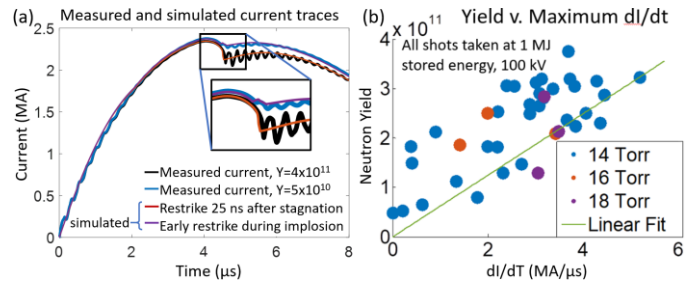 (a) Measured and simulated current traces
2.5
2
1.5
1
0.5
0
Current (MA)
Measured current, Y=4x10¹¹
Measured current, Y=5x10¹⁰
simulated
Restrike 25 ns after stagnation
Early restrike during implosion
0 2 4 6 8
Time (μs)
(b) Yield v. Maximum dI/dt
x 10¹¹
All shots taken at 1 MJ
stored energy, 100 kV
4
3
2
1
0
Neutron Yield
14 Torr
16 Torr
18 Torr
Linear Fit
0 2 4 6
dI/dT (MA/μs)